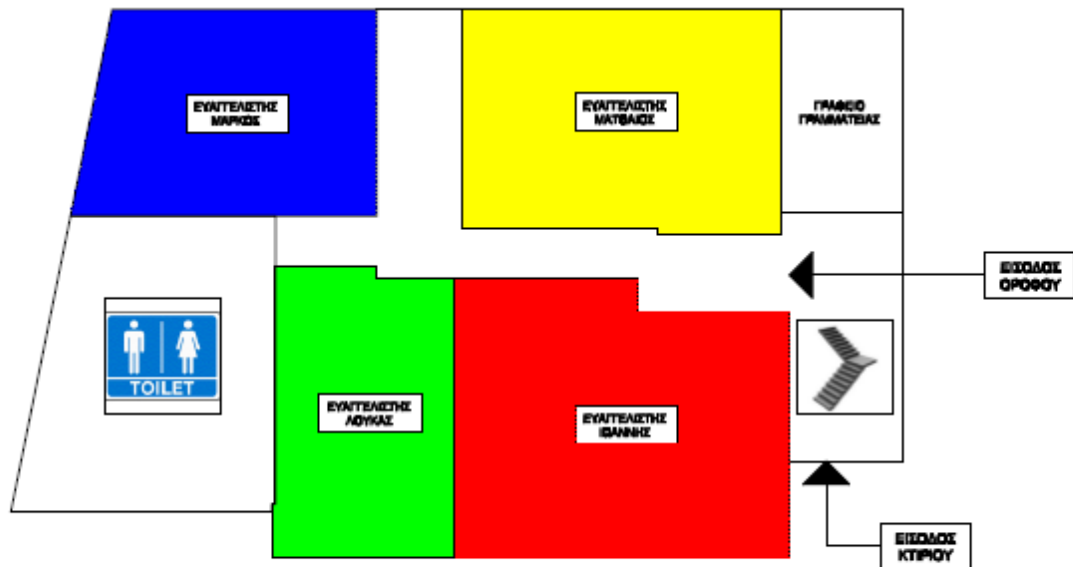 ΕΥΑΓΓΕΛΙΣΤΗΣ
ΜΑΡΚΟΣ
ΕΥΑΓΓΕΛΙΣΤΗΣ
ΜΑΤΘΑΙΟΣ
ΓΡΑΦΕΙΟ
ΓΡΑΜΜΑΤΕΙΑΣ
ΕΙΣΟΔΟΣ
ΟΡΟΦΟΥ
TOILET
ΕΥΑΓΓΕΛΙΣΤΗΣ
ΛΟΥΚΑΣ
ΕΥΑΓΓΕΛΙΣΤΗΣ
ΙΩΑΝΝΗΣ
ΕΙΣΟΔΟΣ
ΚΤΙΡΙΟΥ